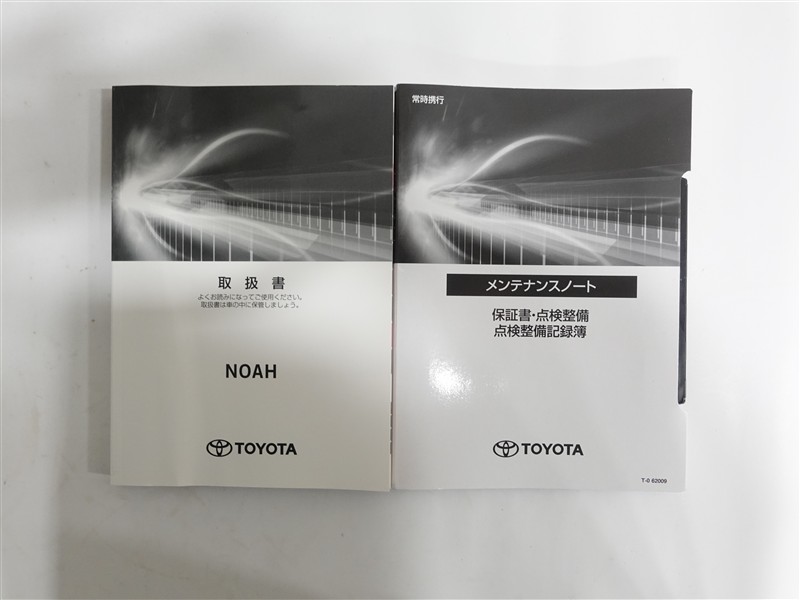 取扱書
よくお読みになってご使用ください。
取扱書は車の中に保管しましょう。
NOAH
TOYOTA
常時携行
メンテナンスノート
保証書・点検整備
点検整備記録簿
TOYOTA
T-0 62009